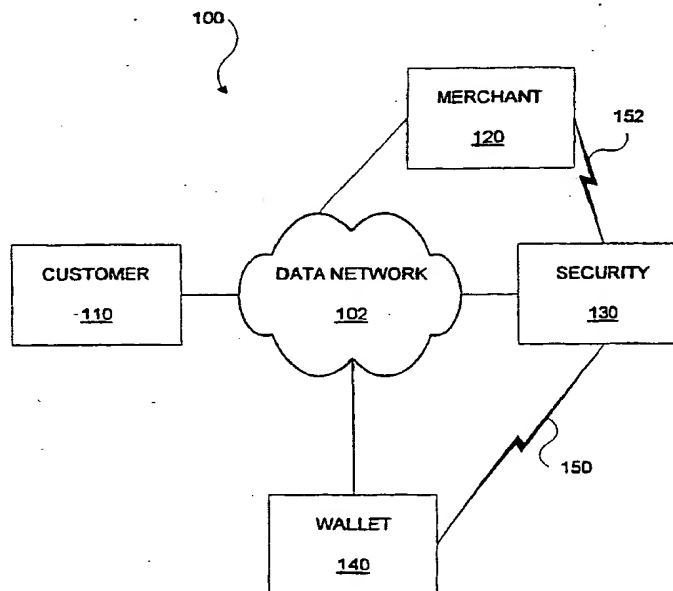 100
MERCHANT
120
152
CUSTOMER
110
DATA NETWORK
102
SECURITY
130
150
WALLET
140